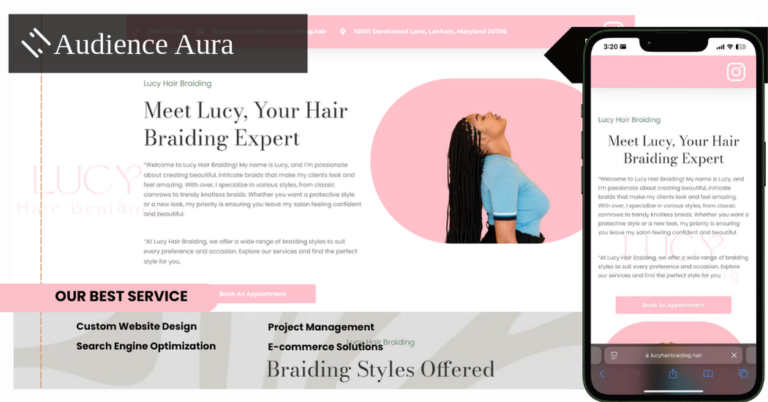 Audience Aura
10001 Derekwood Lane, Lanham, Maryland 20706
Lucy Hair Braiding
Meet Lucy, Your Hair
Braiding Expert
"Welcome to Lucy Hair Braiding! My name is Lucy, and I'm passionate
about creating beautiful, intricate braids that make my clients look and
feel amazing. With over, I specialize in various styles, from classic
cornrows to trendy knotless braids. Whether you want a protective style
or a new look, my priority is ensuring you leave my salon feeling confident
and beautiful.
"At Lucy Hair Braiding, we offer a wide range of braiding styles to suit
every preference and occasion. Explore our services and find the perfect
style for you.
LUCY
Hair Braiding
Book An Appointment
OUR BEST SERVICE
Custom Website Design
Search Engine Optimization
Project Management
E-commerce Solutions
Lucy Hair Braiding
Braiding Styles Offered
3:20
Lucy Hair Braiding
Meet Lucy, Your Hair
Braiding Expert
"Welcome to Lucy Hair Braiding! My name is Lucy, and
I'm passionate about creating beautiful, intricate
braids that make my clients look and feel amazing.
With over, I specialize in various styles, from classic
cornrows to trendy knotless braids. Whether you want a
protective style or a new look, my priority is ensuring
you leave my salon feeling confident and beautiful.
LUCY
"At Lucy Hair Braiding, we offer a wide range of braiding
styles to suit every preference and occasion. Explore
our services and find the perfect style for you.
Book An Appointment
lucyhairbraiding.hair